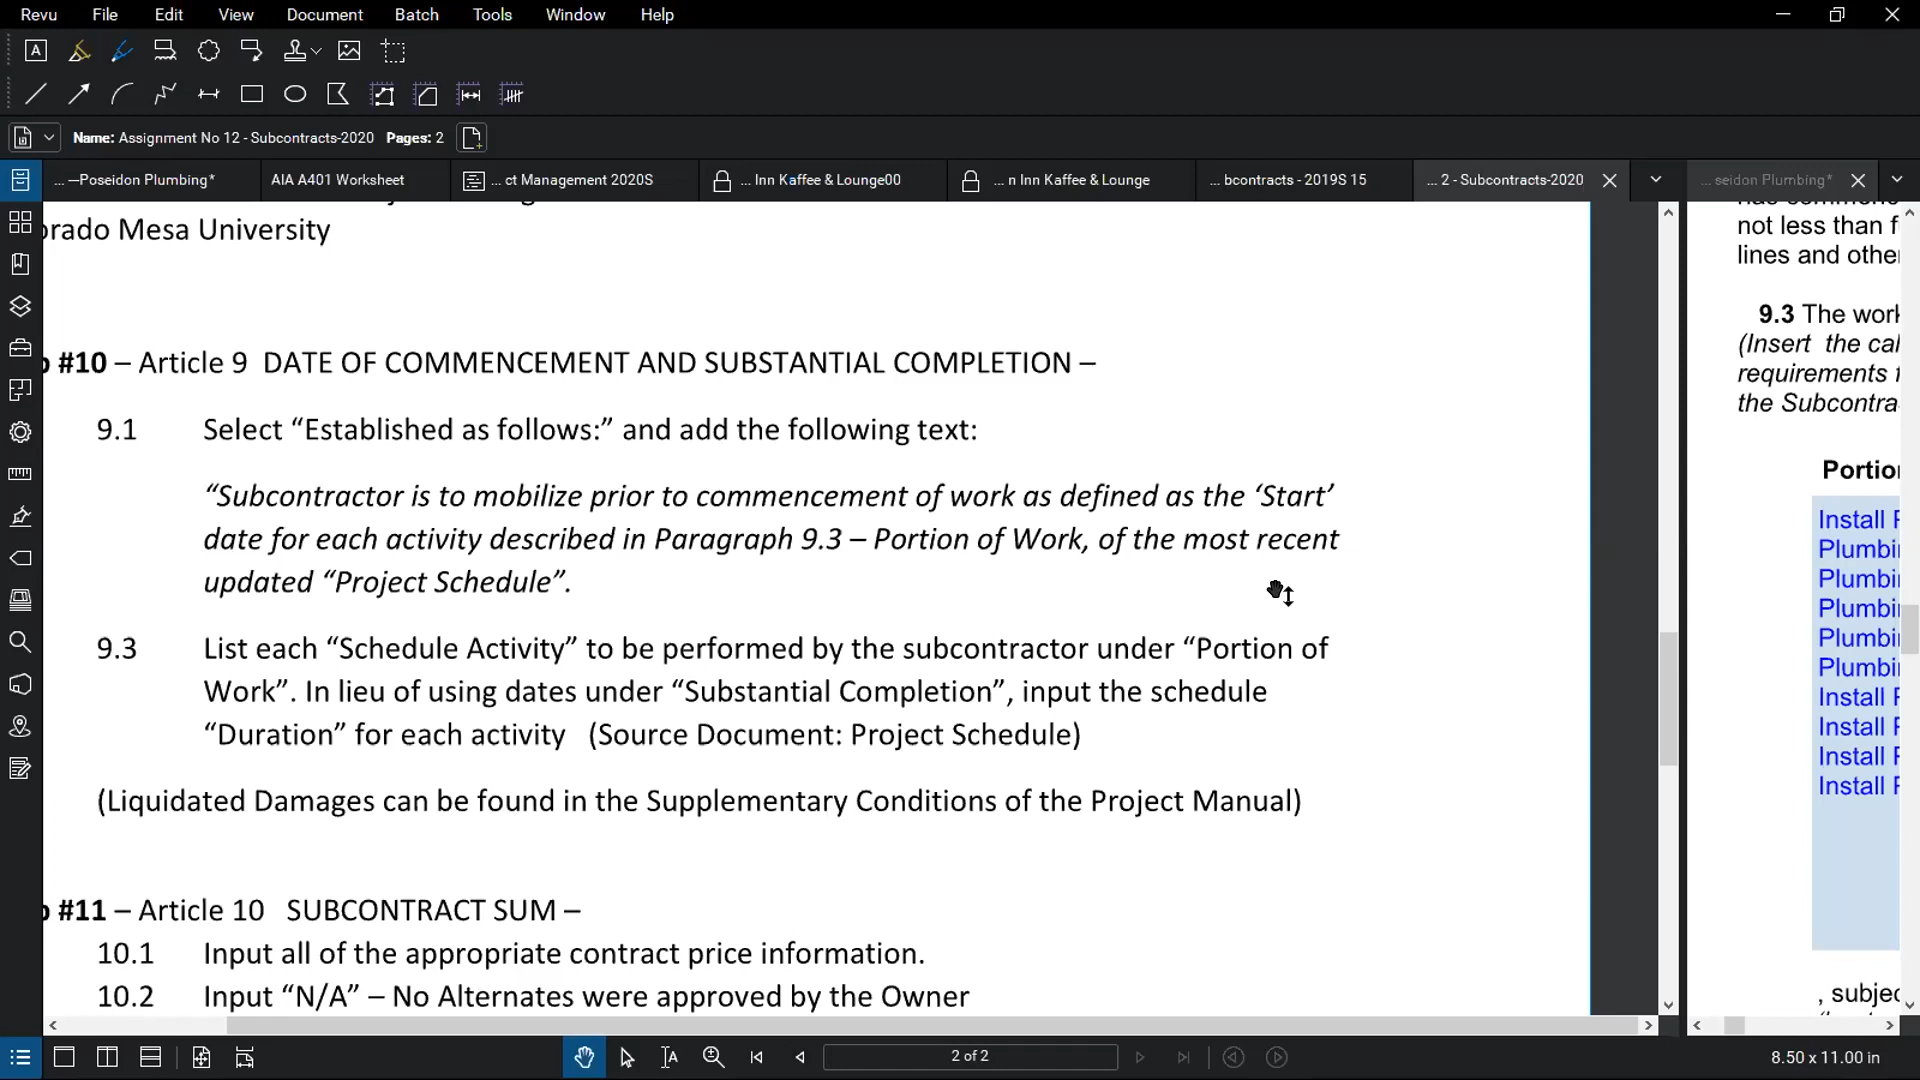 Revu File Edit View Document Batch Tools Window Help
Name: Assignment No 12 - Subcontracts-2020 Pages: 2
... —Poseidon Plumbing* AIA A401 Worksheet ... ct Management 2020S ... Inn Kaffee & Lounge00 ... n Inn Kaffee & Lounge ... bcontracts - 2019S 15 ... 2 - Subcontracts-2020 ... seidon Plumbing*
orado Mesa University
#10 – Article 9 DATE OF COMMENCEMENT AND SUBSTANTIAL COMPLETION –
9.1 Select “Established as follows:” and add the following text:
“Subcontractor is to mobilize prior to commencement of work as defined as the ‘Start’
date for each activity described in Paragraph 9.3 – Portion of Work, of the most recent
updated “Project Schedule”.
9.3 List each “Schedule Activity” to be performed by the subcontractor under “Portion of
Work”. In lieu of using dates under “Substantial Completion”, input the schedule
“Duration” for each activity (Source Document: Project Schedule)
(Liquidated Damages can be found in the Supplementary Conditions of the Project Manual)
#11 – Article 10 SUBCONTRACT SUM –
10.1 Input all of the appropriate contract price information.
10.2 Input “N/A” – No Alternates were approved by the Owner
not less than f
lines and other
9.3 The work
(Insert the cal
requirements f
the Subcontra
Portion
Install
Plumbi
Plumbi
Plumbi
Plumbi
Plumbi
Install
Install
Install
Install
, subjec
2 of 2
8.50 x 11.00 in